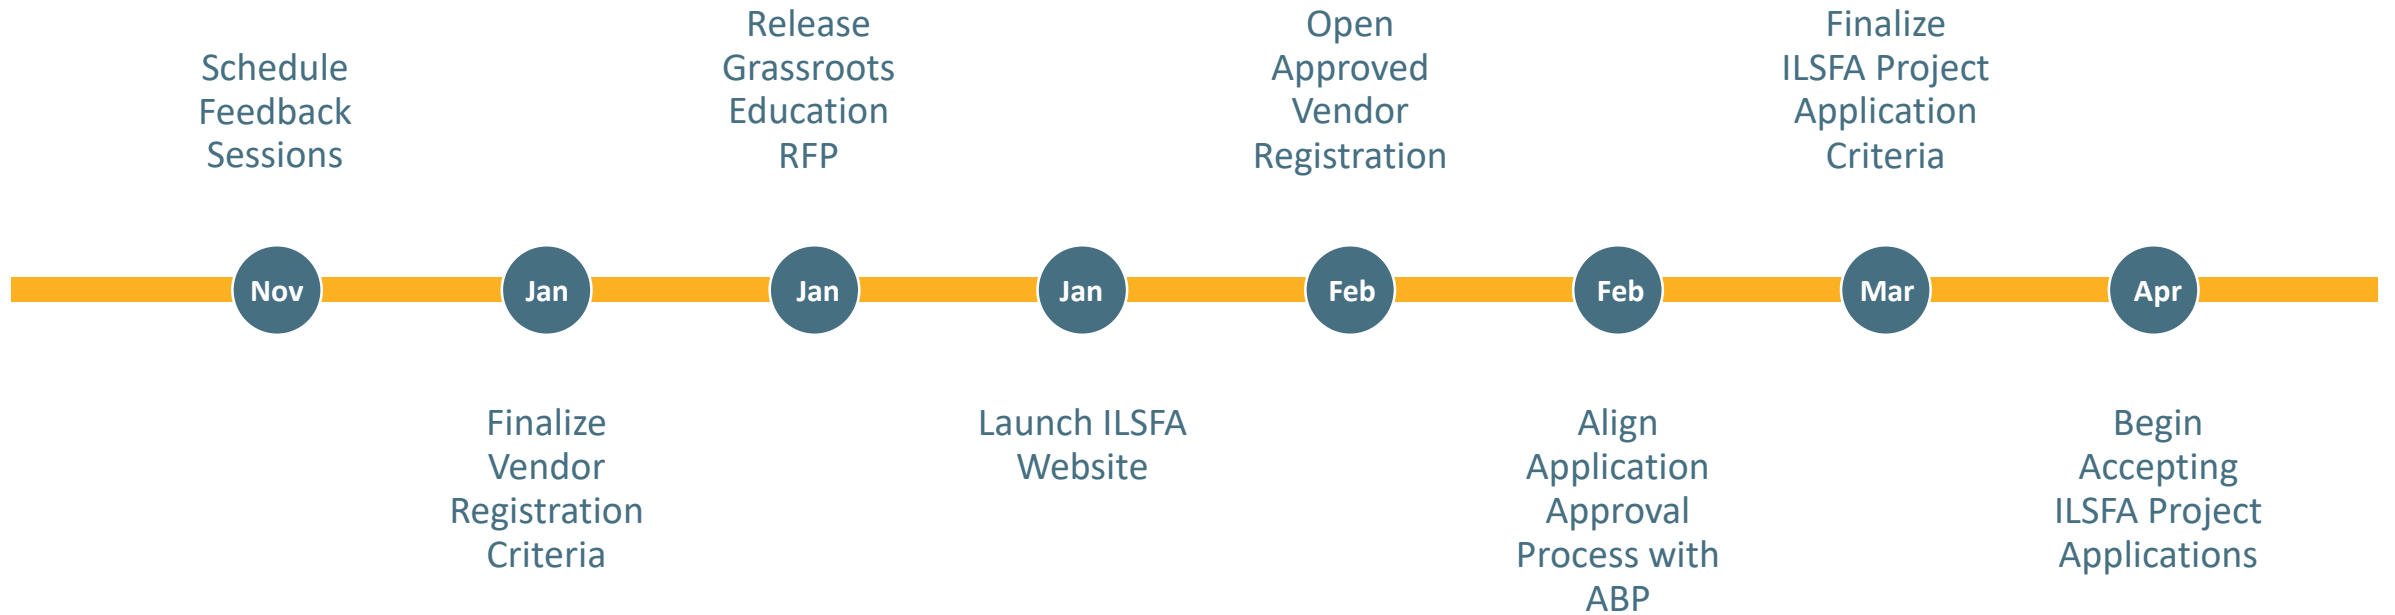 Schedule
Feedback
Sessions
Release
Grassroots
Education
RFP
Open
Approved
Vendor
Registration
Finalize
ILSFA Project
Application
Criteria
Nov
Jan
Jan
Jan
Feb
Feb
Mar
Apr
Finalize
Vendor
Registration
Criteria
Launch ILSFA
Website
Align
Application
Approval
Process with
ABP
Begin
Accepting
ILSFA Project
Applications